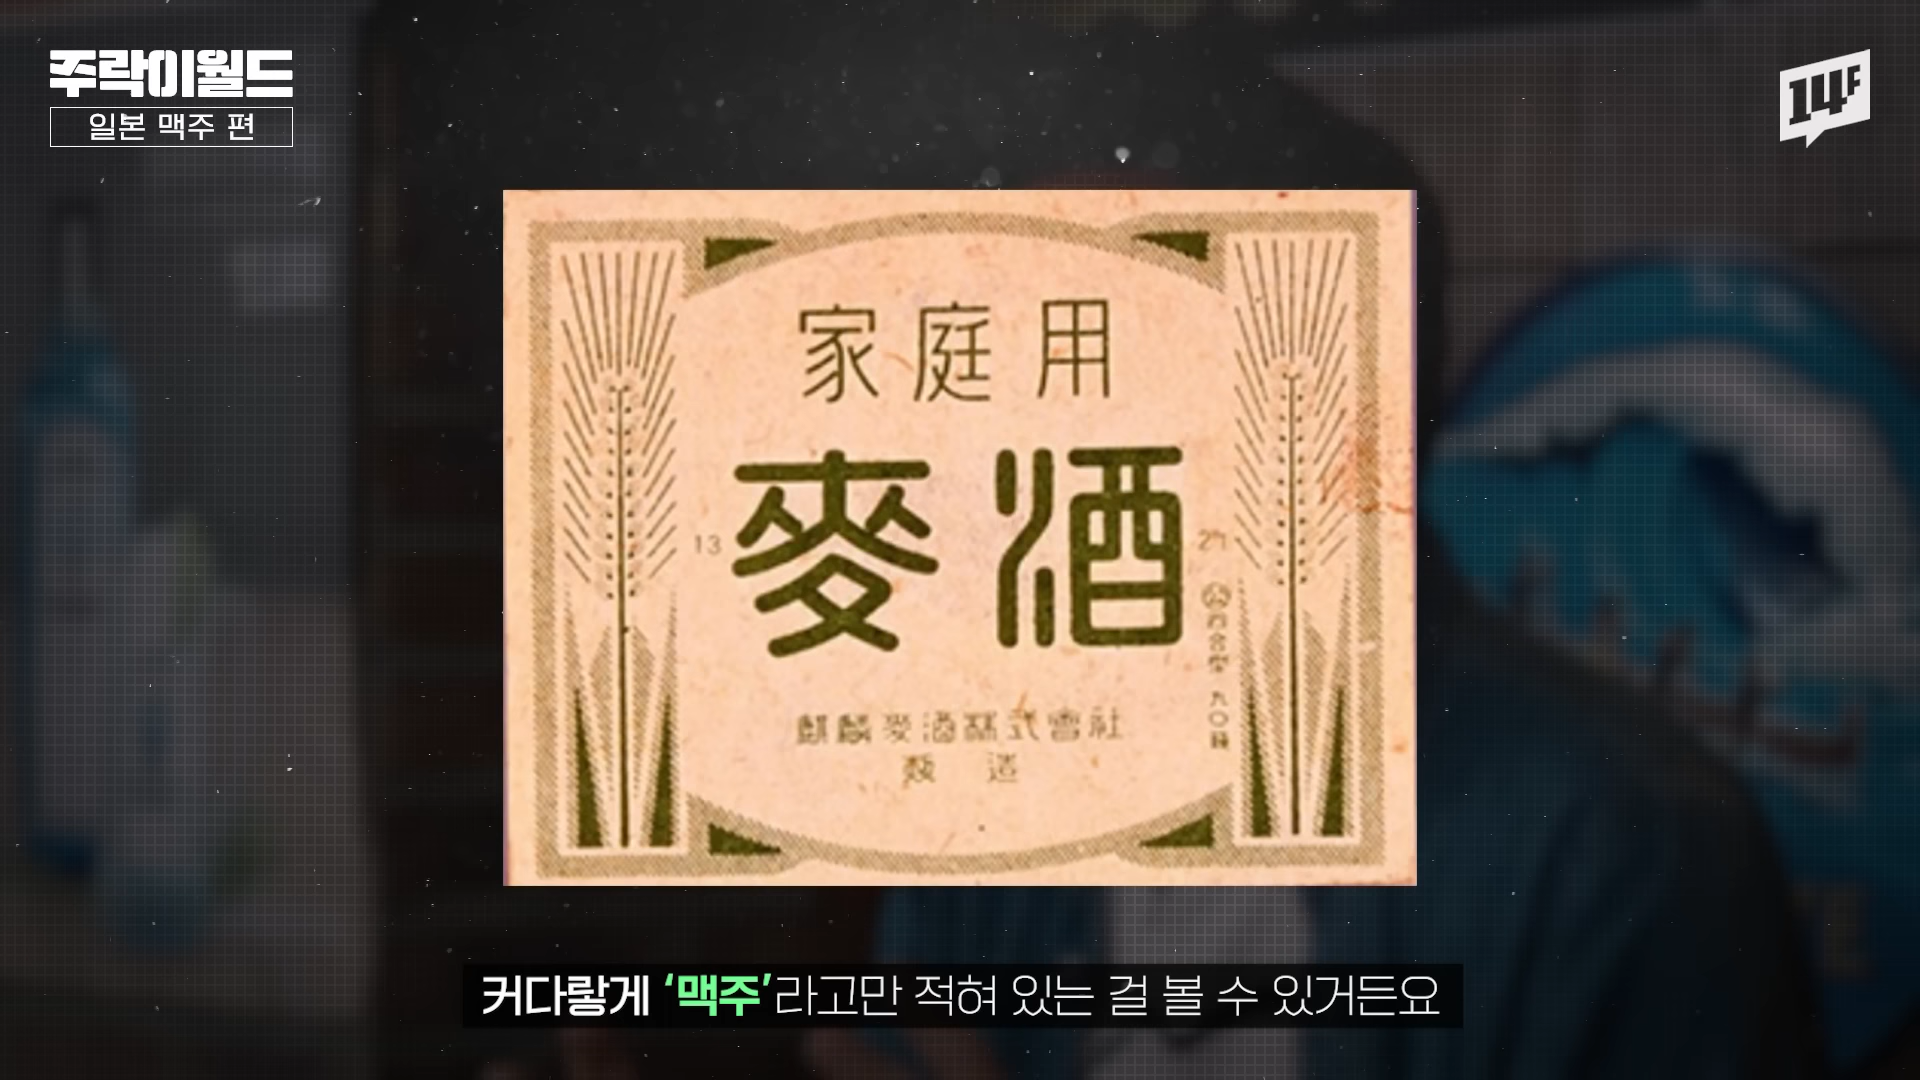 주락이월드
일본 맥주 편
14F
家庭用
麥酒
13
麒麟麥酒株式會社
製造
커다랗게 '맥주'라고만 적혀 있는 걸 볼 수 있거든요